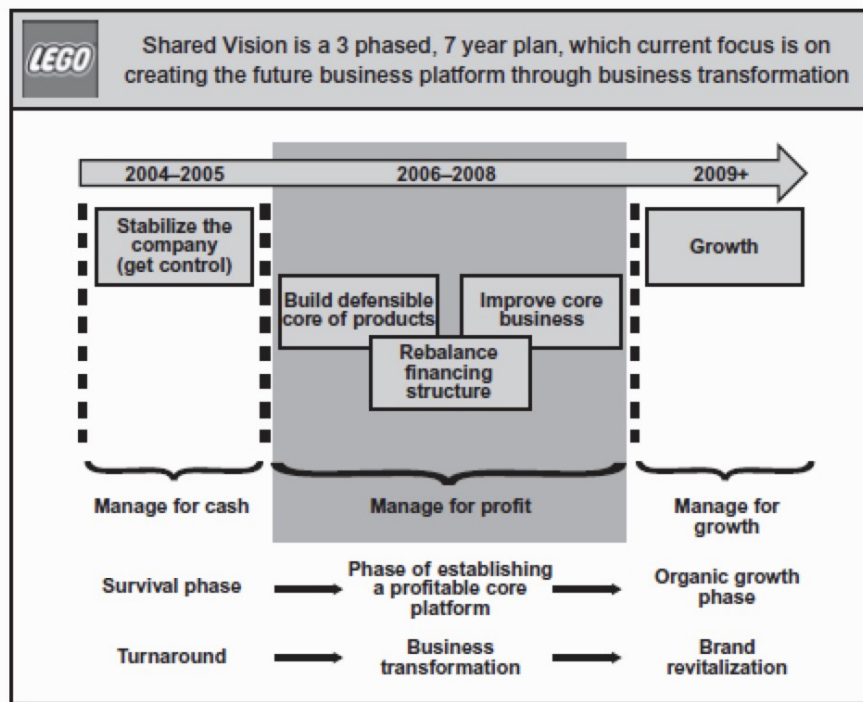 LEGO
Shared Vision is a 3 phased, 7 year plan, which current focus is on
creating the future business platform through business transformation
2004–2005
2006–2008
2009+
Stabilize the
company
(get control)
Growth
Build defensible
core of products
Improve core
business
Rebalance
financing
structure
Manage for cash
Manage for profit
Manage for
growth
Survival phase
Phase of establishing
a profitable core
platform
Organic growth
phase
Turnaround
Business
transformation
Brand
revitalization